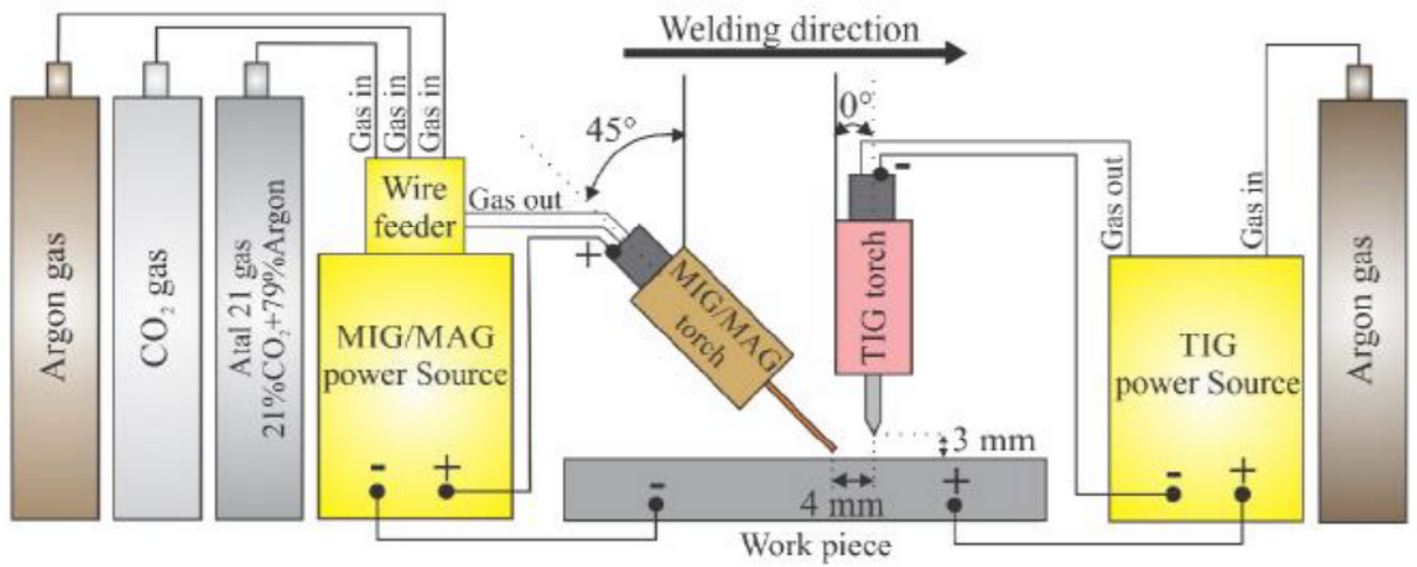 Welding direction
Argon gas
CO₂ gas
Atal 21 gas
21%CO₂+79%Argon
Gas in
Gas in
Gas in
Wire
feeder
Gas out
MIG/MAG
power Source
-
+
45°
+
MIG/MAG
torch
0°
-
TIG torch
3 mm
4 mm
-
+
Work piece
Gas out
Gas in
TIG
power Source
-
+
Argon gas